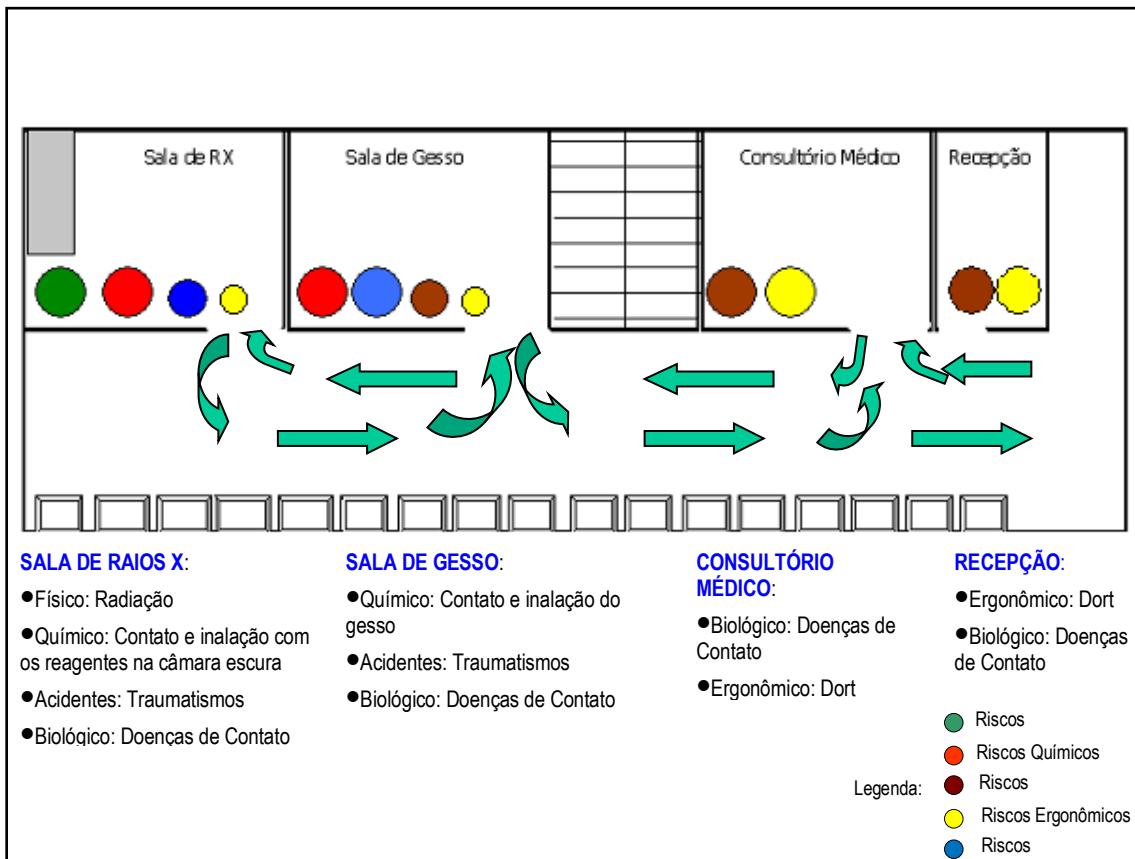 Sala de RX
Sala de Gesso
Consultório Médico
Recepção
SALA DE RAIOS X:
●Físico: Radiação
●Químico: Contato e inalação com
os reagentes na câmara escura
●Acidentes: Traumatismos
●Biológico: Doenças de Contato
SALA DE GESSO:
●Químico: Contato e inalação do
gesso
●Acidentes: Traumatismos
●Biológico: Doenças de Contato
CONSULTÓRIO
MÉDICO:
●Biológico: Doenças de
Contato
●Ergonômico: Dort
RECEPÇÃO:
●Ergonômico: Dort
●Biológico: Doenças
de Contato
Legenda:
Riscos
Riscos Químicos
Riscos
Riscos Ergonômicos
Riscos